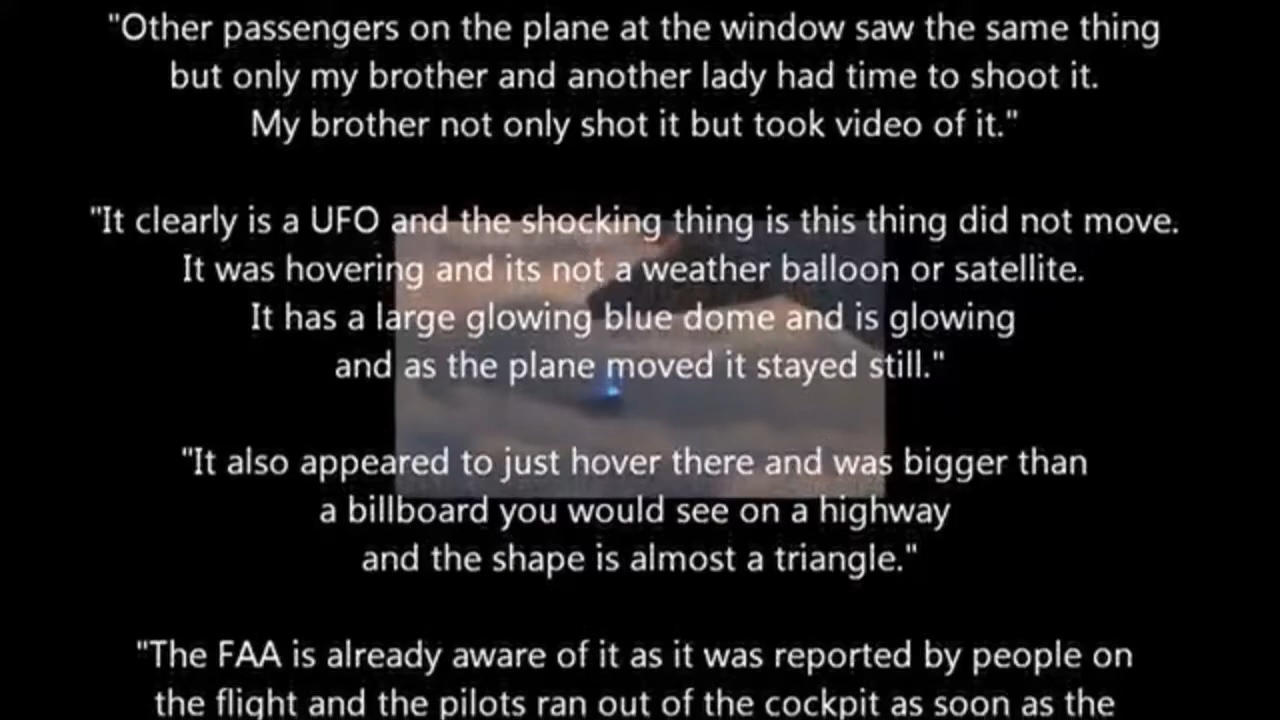 "Other passengers on the plane at the window saw the same thing
but only my brother and another lady had time to shoot it.
My brother not only shot it but took video of it."
"It clearly is a UFO and the shocking thing is this thing did not move.
It was hovering and its not a weather balloon or satellite.
It has a large glowing blue dome and is glowing
and as the plane moved it stayed still."
"It also appeared to just hover there and was bigger than
a billboard you would see on a highway
and the shape is almost a triangle."
"The FAA is already aware of it as it was reported by people on
the flight and the pilots ran out of the cockpit as soon as the